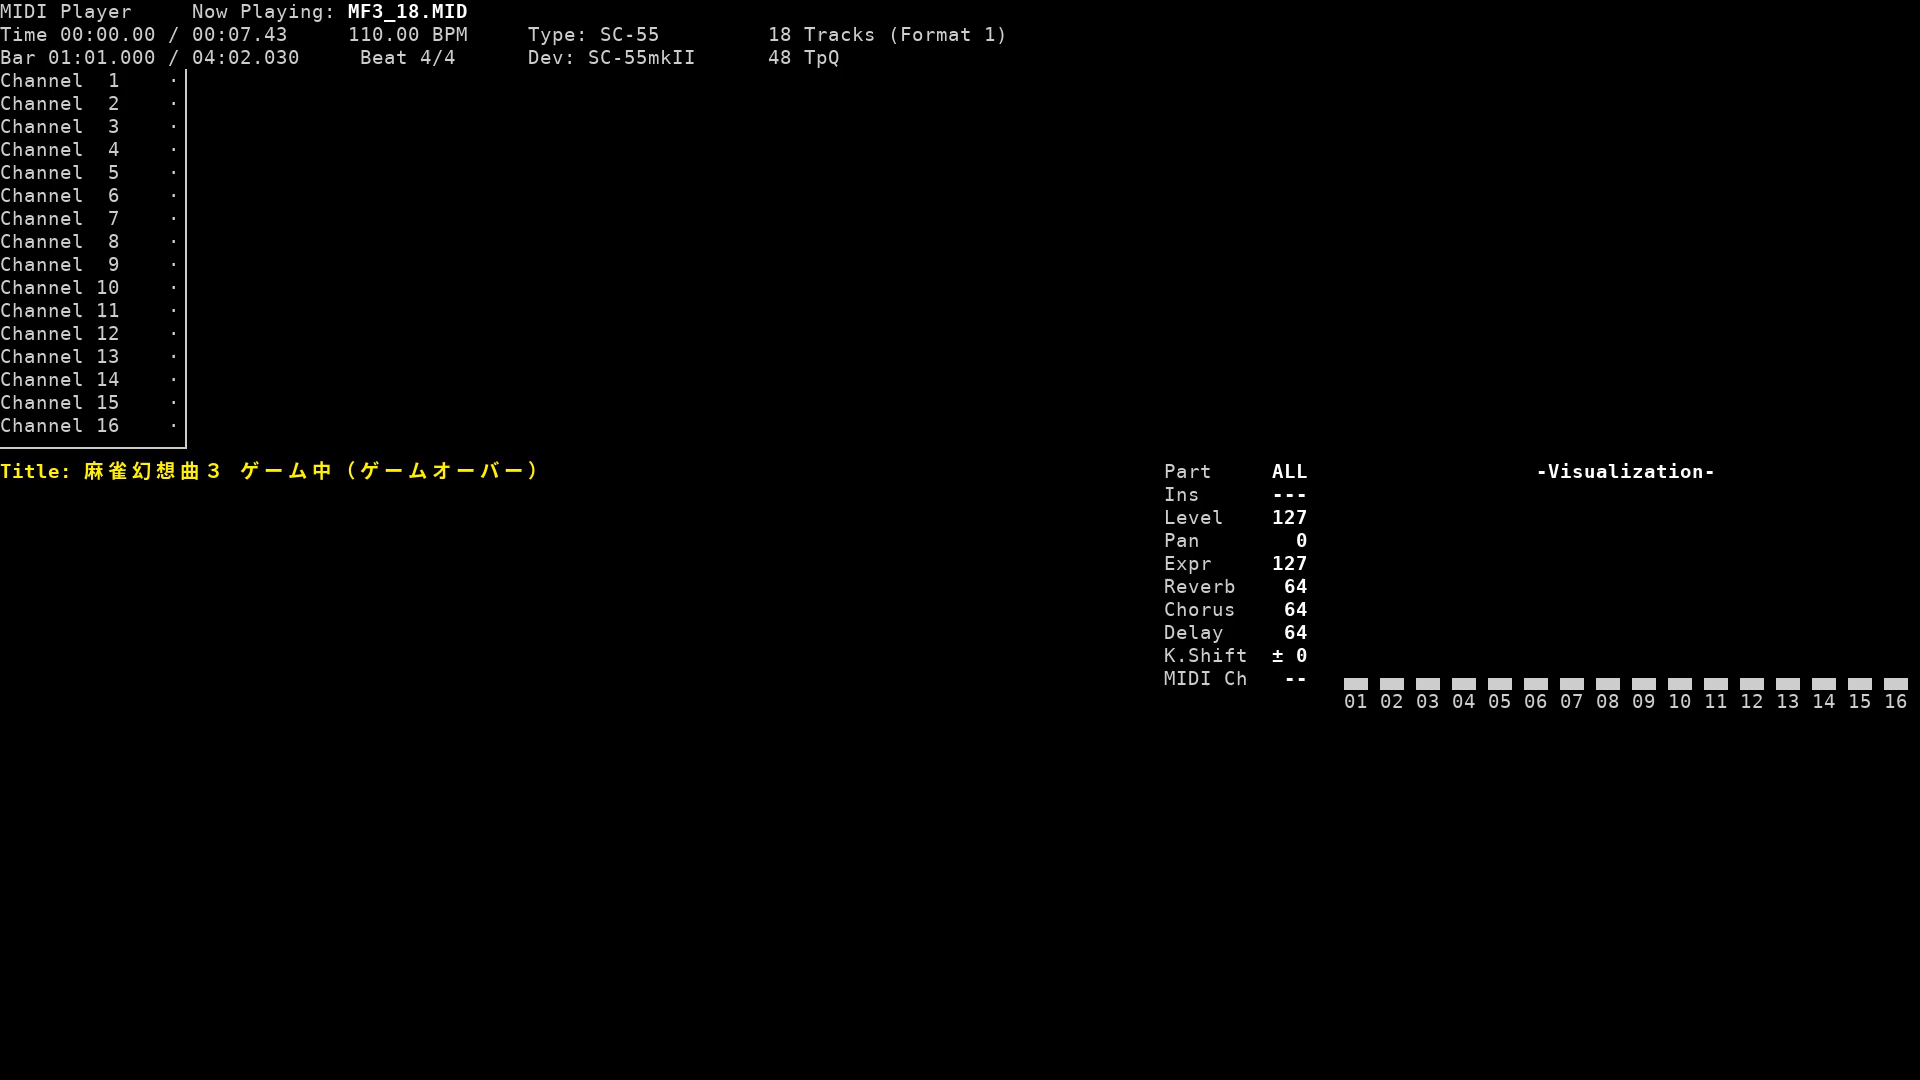 MIDI Player     Now Playing: MF3_18.MID
Time 00:00.00 / 00:07.43     110.00 BPM     Type: SC-55         18 Tracks (Format 1)
Bar 01:01.000 / 04:02.030     Beat 4/4      Dev: SC-55mkII      48 TpQ
Channel  1    ·
Channel  2    ·
Channel  3    ·
Channel  4    ·
Channel  5    ·
Channel  6    ·
Channel  7    ·
Channel  8    ·
Channel  9    ·
Channel 10    ·
Channel 11    ·
Channel 12    ·
Channel 13    ·
Channel 14    ·
Channel 15    ·
Channel 16    ·
Title: 麻雀幻想曲３ ゲーム中（ゲームオーバー）
Part     ALL
Ins      ---
Level    127
Pan        0
Expr     127
Reverb    64
Chorus    64
Delay     64
K.Shift  ± 0
MIDI Ch   --
-Visualization-
01 02 03 04 05 06 07 08 09 10 11 12 13 14 15 16